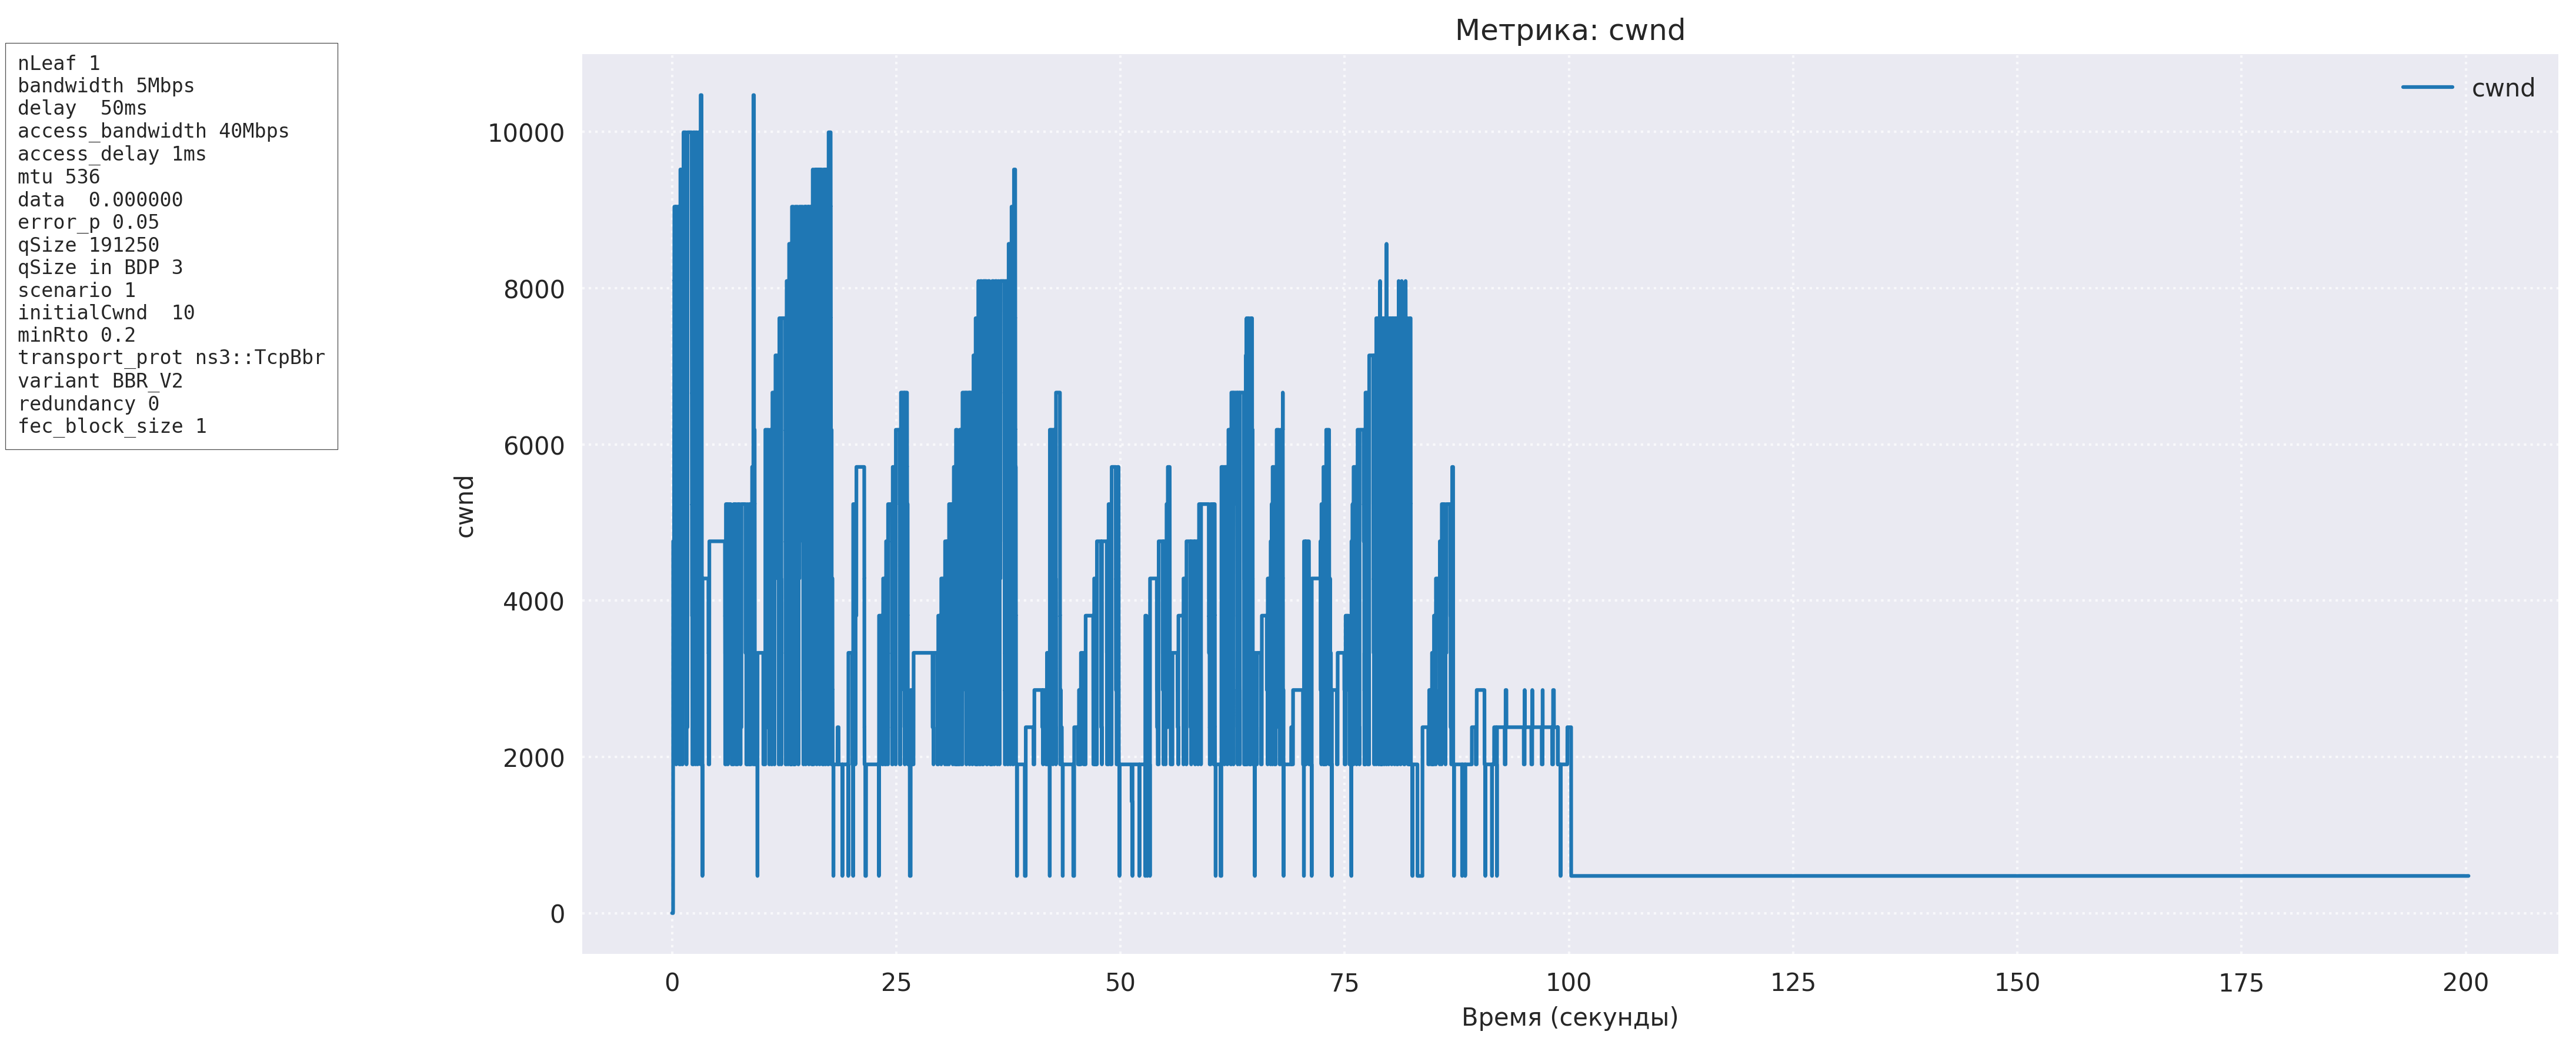 Метрика: cwnd
nLeaf 1
bandwidth 5Mbps
delay  50ms
access_bandwidth 40Mbps
access_delay 1ms
mtu 536
data  0.000000
error_p 0.05
qSize 191250
qSize in BDP 3
scenario 1
initialCwnd  10
minRto 0.2
transport_prot ns3::TcpBbr
variant BBR_V2
redundancy 0
fec_block_size 1
cwnd
cwnd
10000
8000
6000
4000
2000
0
0 25 50 75 100 125 150 175 200
Время (секунды)